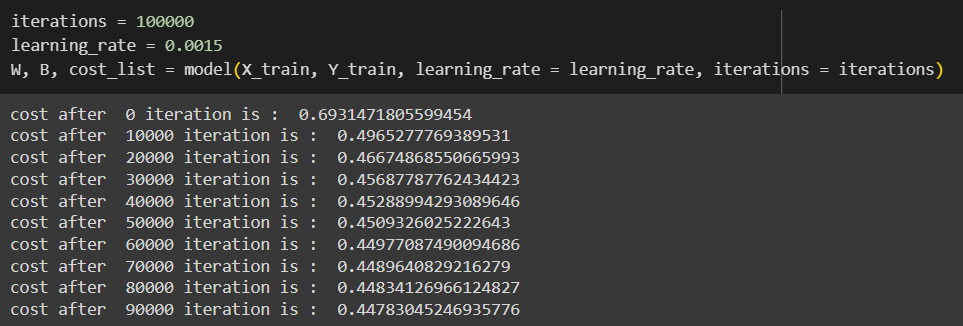 iterations = 100000
learning_rate = 0.0015
W, B, cost_list = model(X_train, Y_train, learning_rate = learning_rate, iterations = iterations)
cost after  0 iteration is :  0.6931471805599454
cost after  10000 iteration is :  0.4965277769389531
cost after  20000 iteration is :  0.46674868550665993
cost after  30000 iteration is :  0.45687787762434423
cost after  40000 iteration is :  0.45288994293089646
cost after  50000 iteration is :  0.4509326025222643
cost after  60000 iteration is :  0.44977087490094686
cost after  70000 iteration is :  0.4489640829216279
cost after  80000 iteration is :  0.44834126966124827
cost after  90000 iteration is :  0.44783045246935776